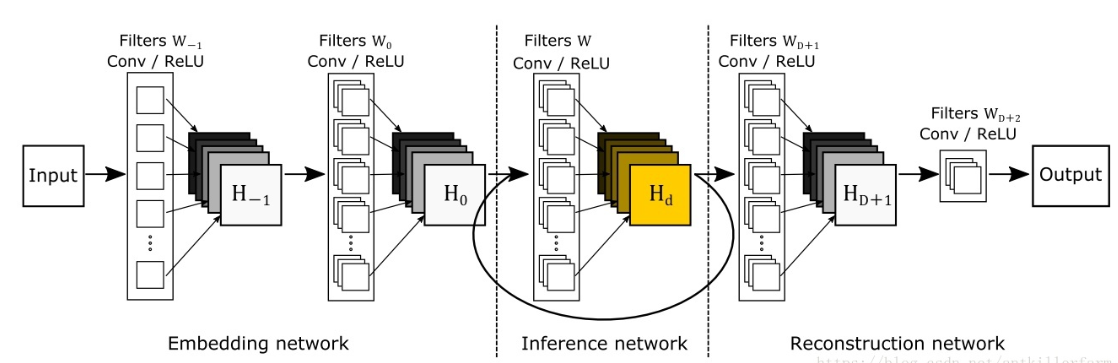 Filters W₋₁
Conv / ReLU
Filters W₀
Conv / ReLU
Filters W
Conv / ReLU
Filters W_D+1
Conv / ReLU
Filters W_D+2
Conv / ReLU
Input
H₋₁
H₀
H_d
H_D+1
Output
Embedding network
Inference network
Reconstruction network